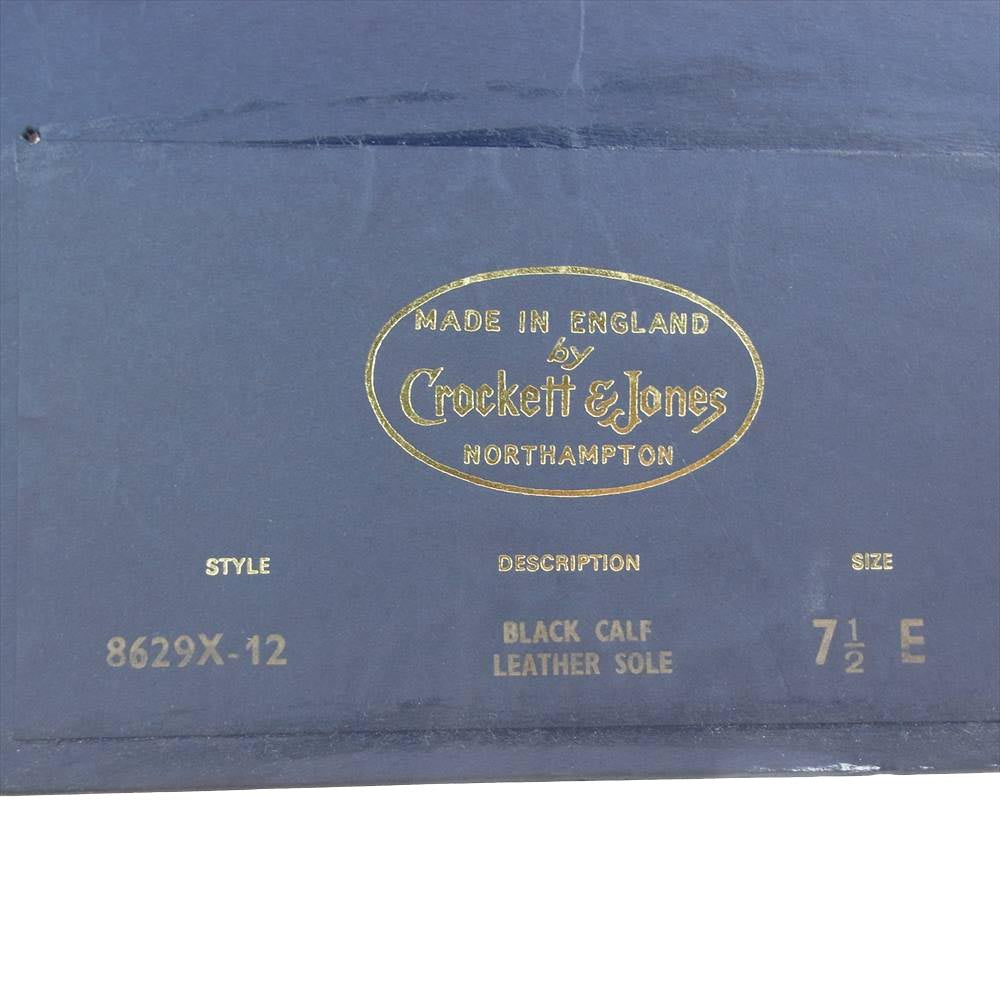 MADE IN ENGLAND
by
Crockett & Jones
NORTHAMPTON
STYLE DESCRIPTION SIZE
8629X-12 BLACK CALF 7½ E
LEATHER SOLE